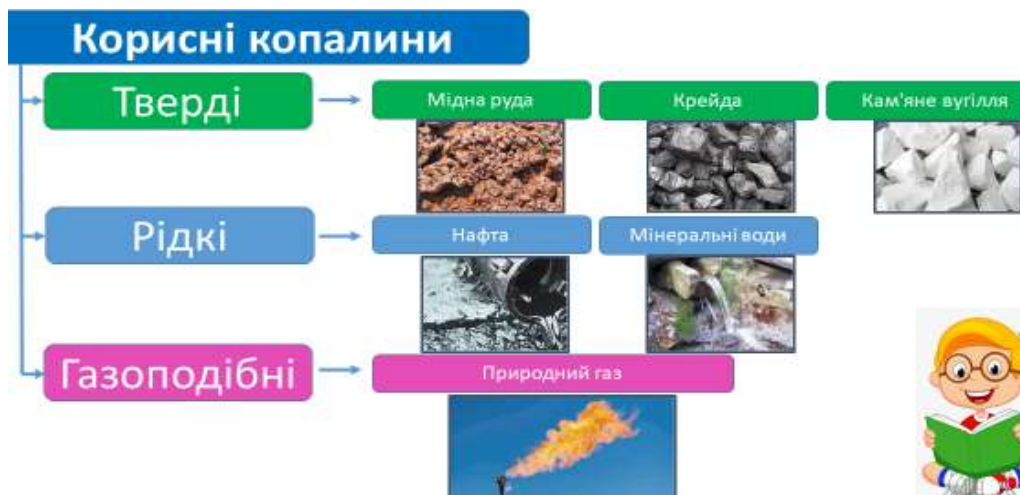 Корисні копалини
Тверді
Мідна руда
Крейда
Кам'яне вугілля
Рідкі
Нафта
Мінеральні води
Газоподібні
Природний газ